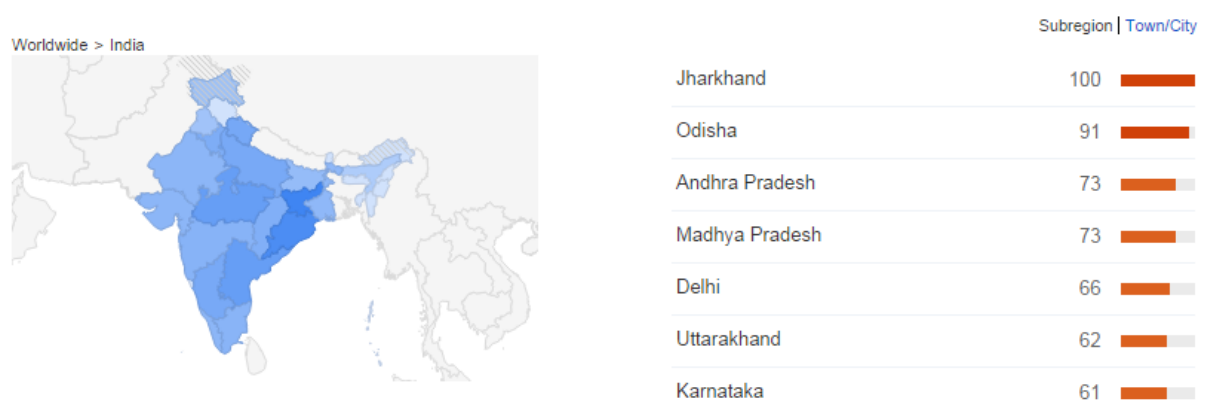 Subregion | Town/City
Worldwide > India
Jharkhand 100
Odisha 91
Andhra Pradesh 73
Madhya Pradesh 73
Delhi 66
Uttarakhand 62
Karnataka 61